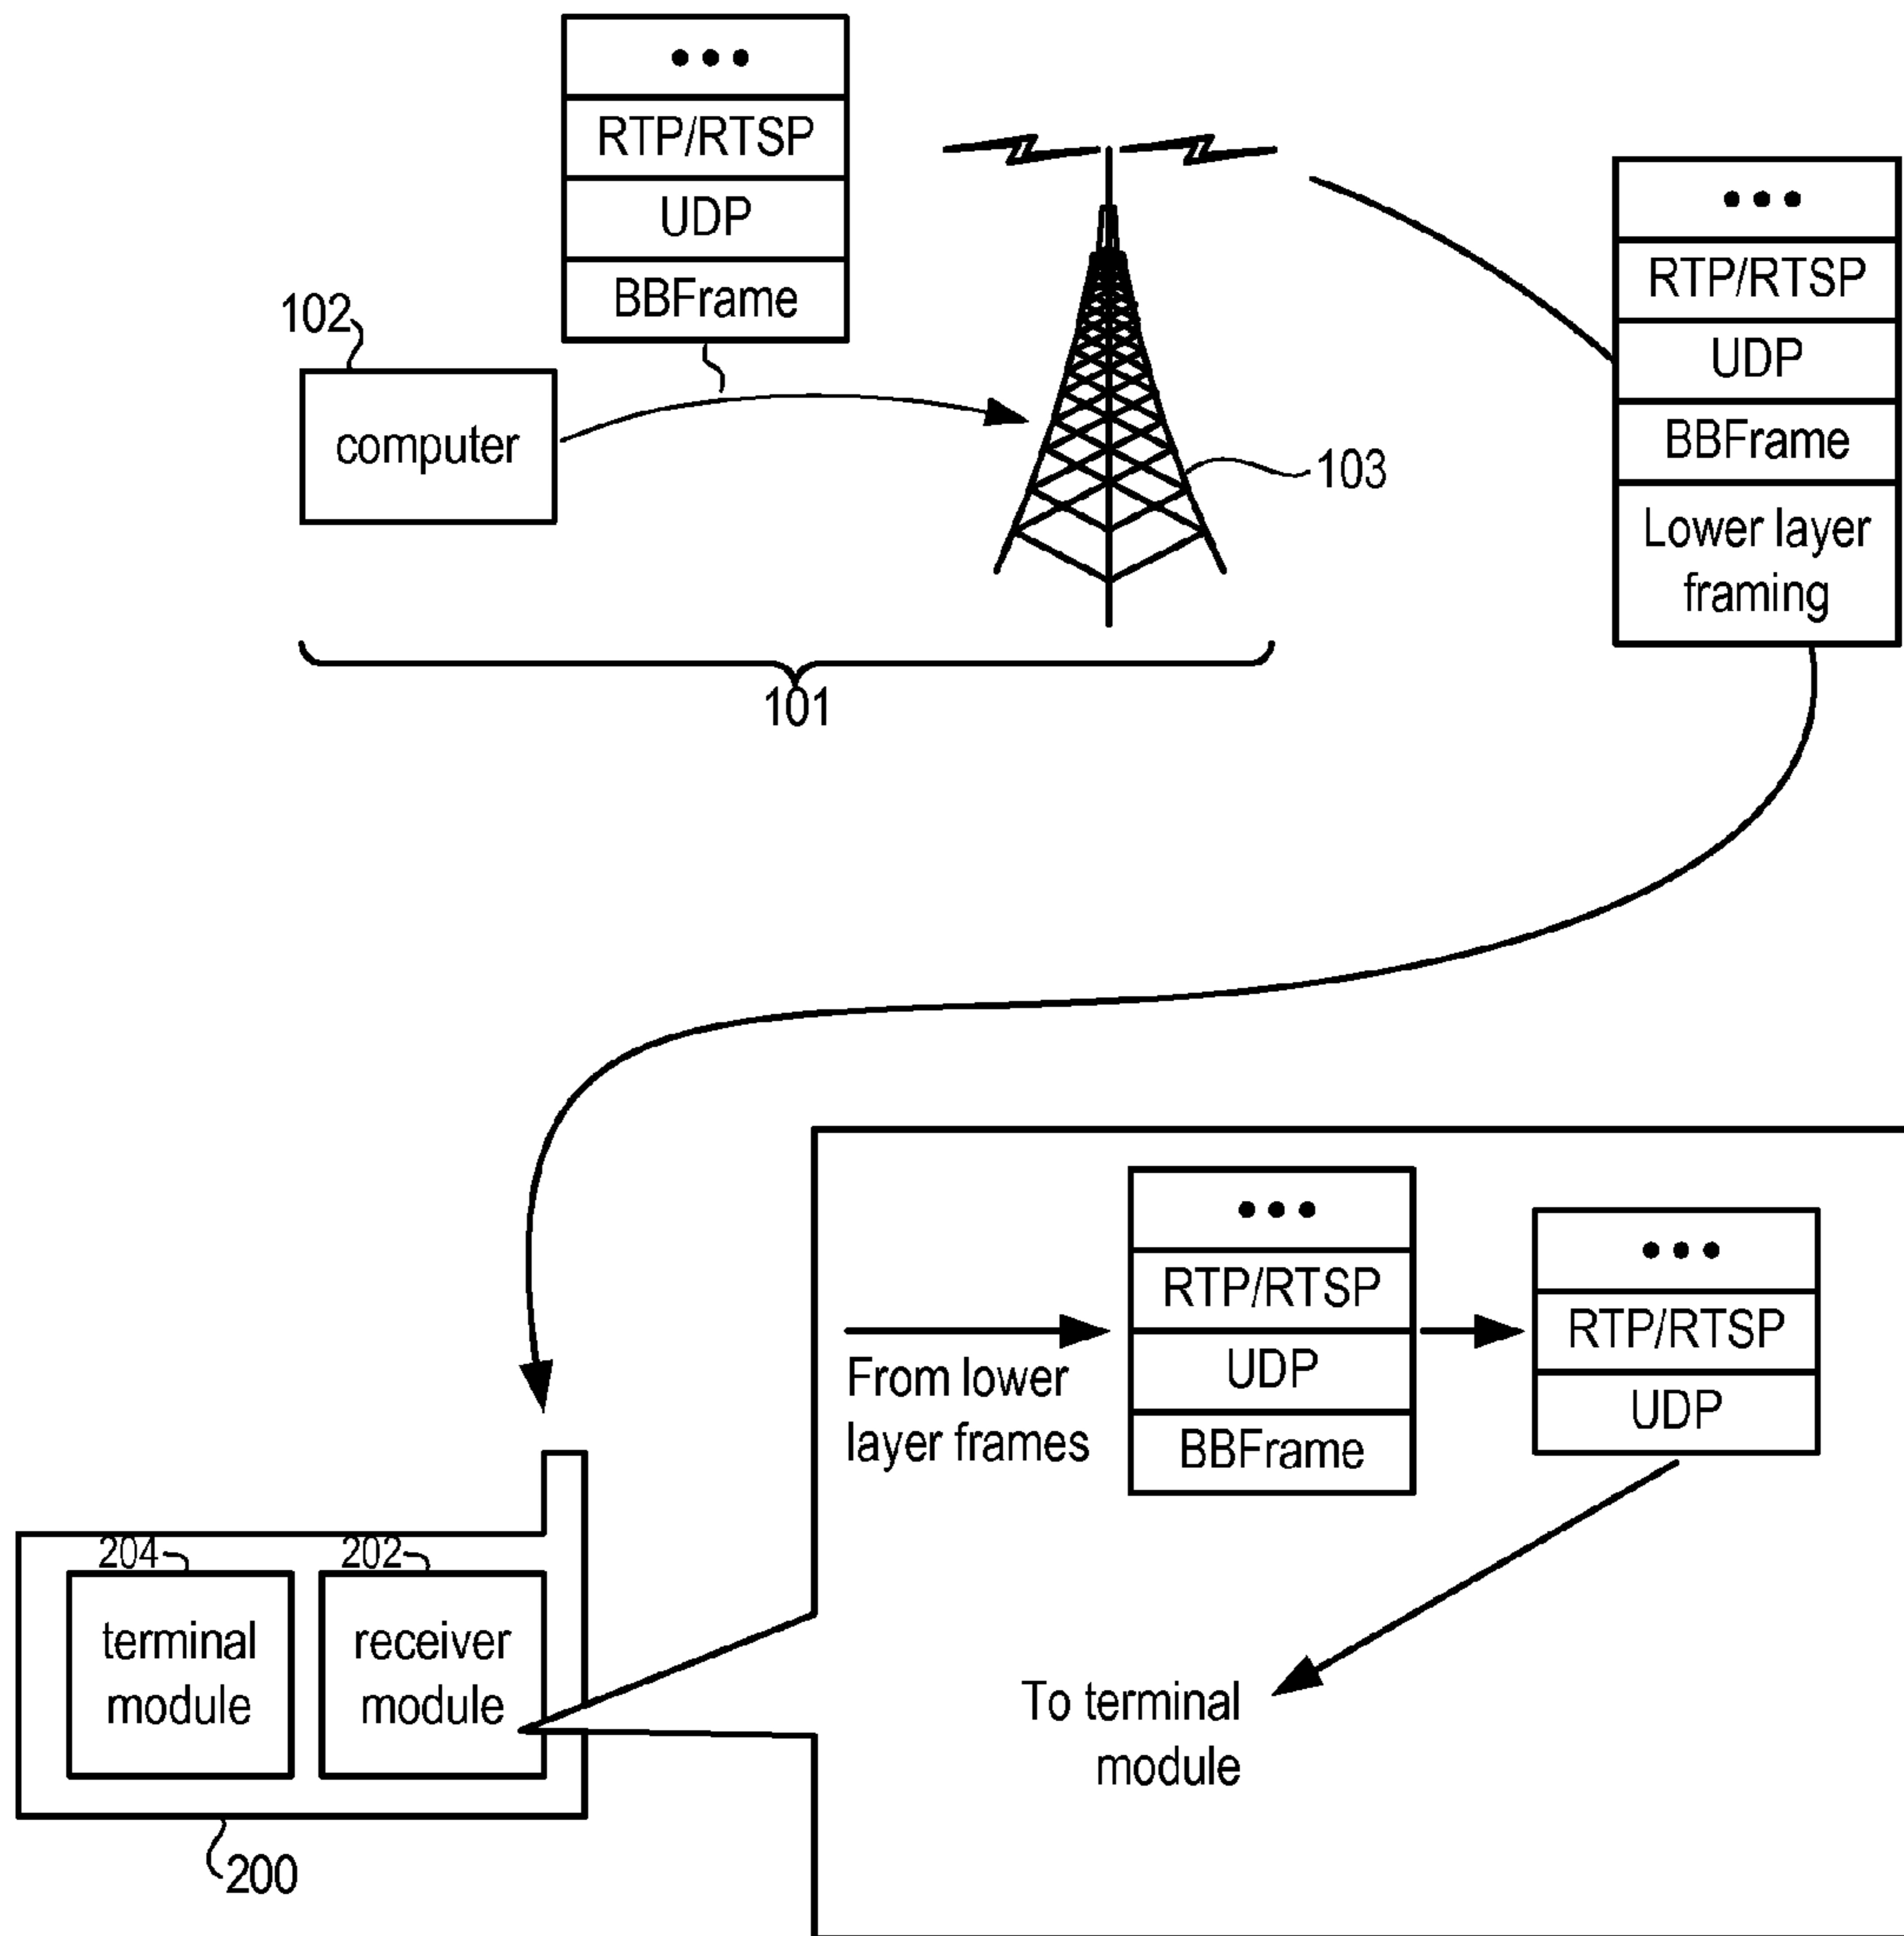 •••
RTP/RTSP
UDP
BBFrame
102
computer
103
101
•••
RTP/RTSP
UDP
BBFrame
Lower layer
framing
From lower
layer frames
•••
RTP/RTSP
UDP
BBFrame
•••
RTP/RTSP
UDP
To terminal
module
204
terminal
module
202
receiver
module
200